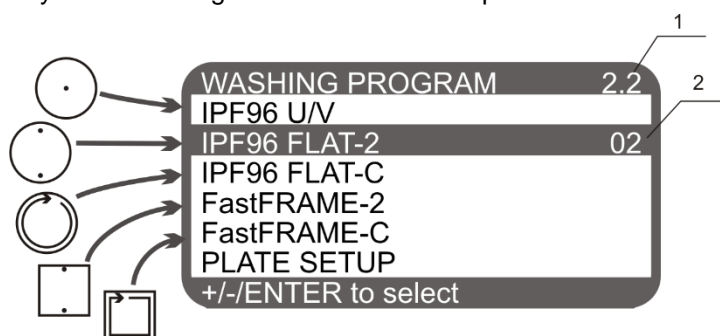 1
WASHING PROGRAM 2.2
2
IPF96 U/V
IPF96 FLAT-2 02
IPF96 FLAT-C
FastFRAME-2
FastFRAME-C
PLATE SETUP
+/-/ENTER to select